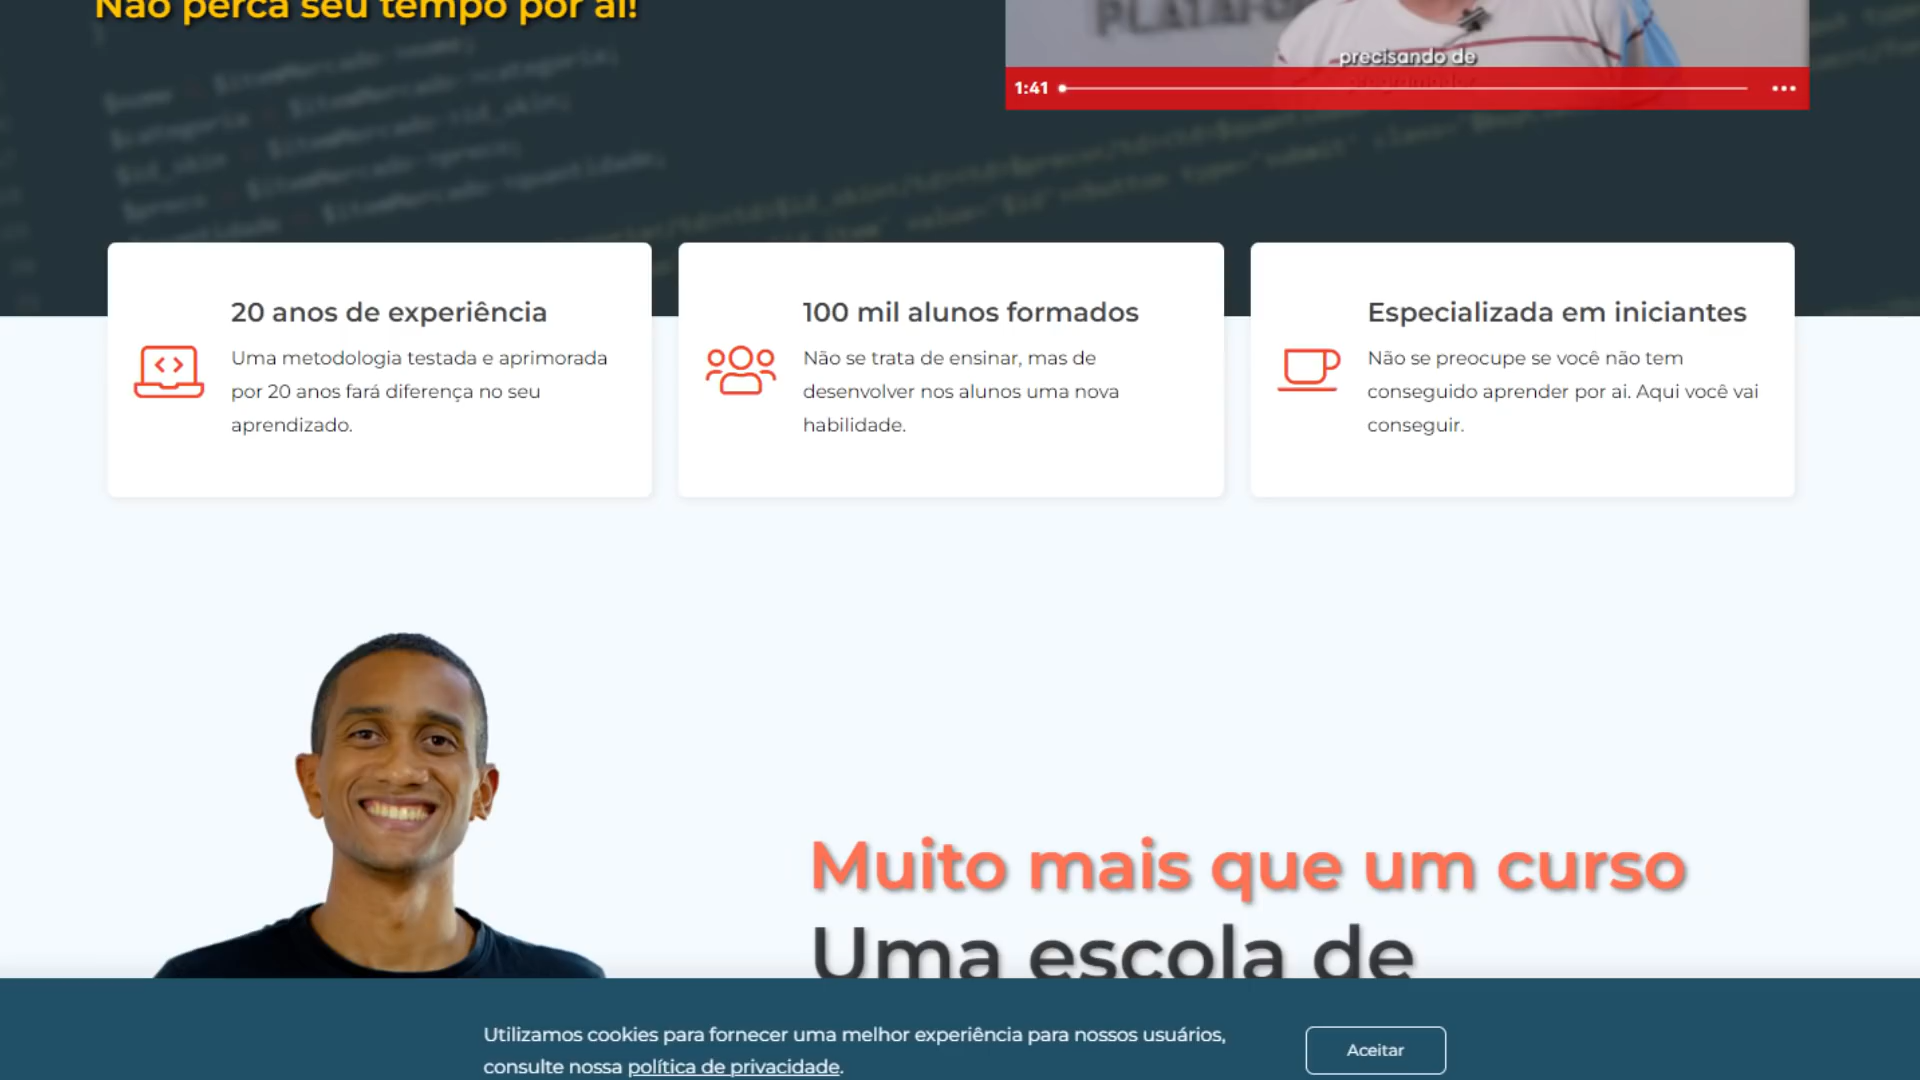 Não perca seu tempo por aí!
PLATAFO
precisando de
1:41
20 anos de experiência
Uma metodologia testada e aprimorada
por 20 anos fará diferença no seu
aprendizado.
100 mil alunos formados
Não se trata de ensinar, mas de
desenvolver nos alunos uma nova
habilidade.
Especializada em iniciantes
Não se preocupe se você não tem
conseguido aprender por ai. Aqui você vai
conseguir.
Muito mais que um curso
Uma escola de
Utilizamos cookies para fornecer uma melhor experiência para nossos usuários,
consulte nossa política de privacidade.
Aceitar